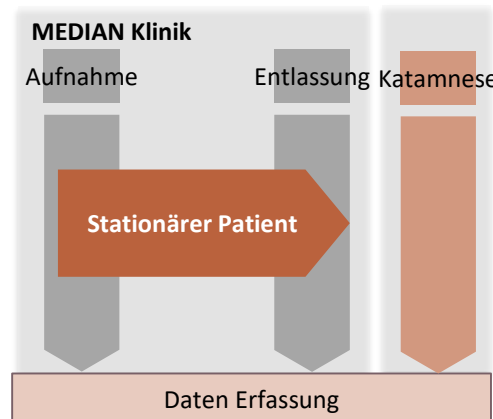 MEDIAN Klinik
Aufnahme
Entlassung
Katamnese
Stationärer Patient
Daten Erfassung